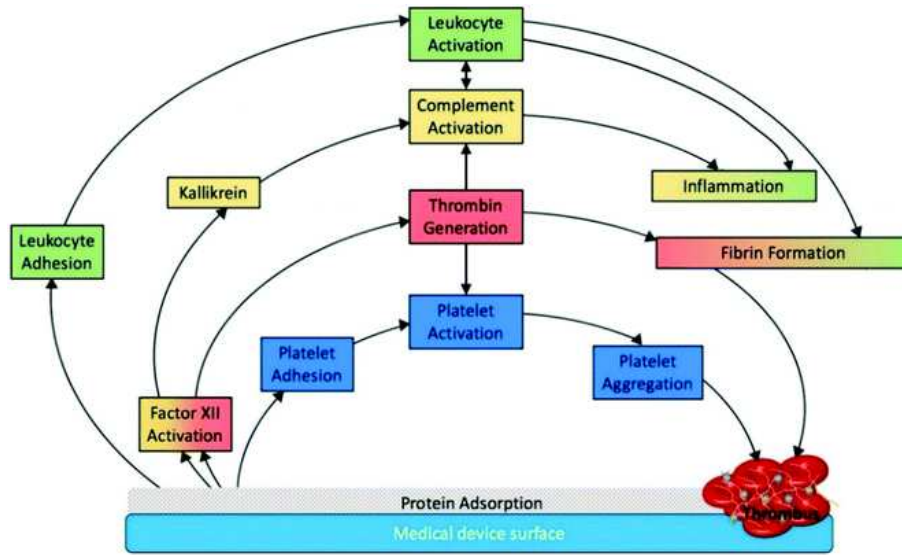 Leukocyte
Activation
Complement
Activation
Kallikrein
Inflammation
Thrombin
Generation
Leukocyte
Adhesion
Fibrin Formation
Platelet
Activation
Platelet
Adhesion
Platelet
Aggregation
Factor XII
Activation
Protein Adsorption
Thrombus
Medical device surface